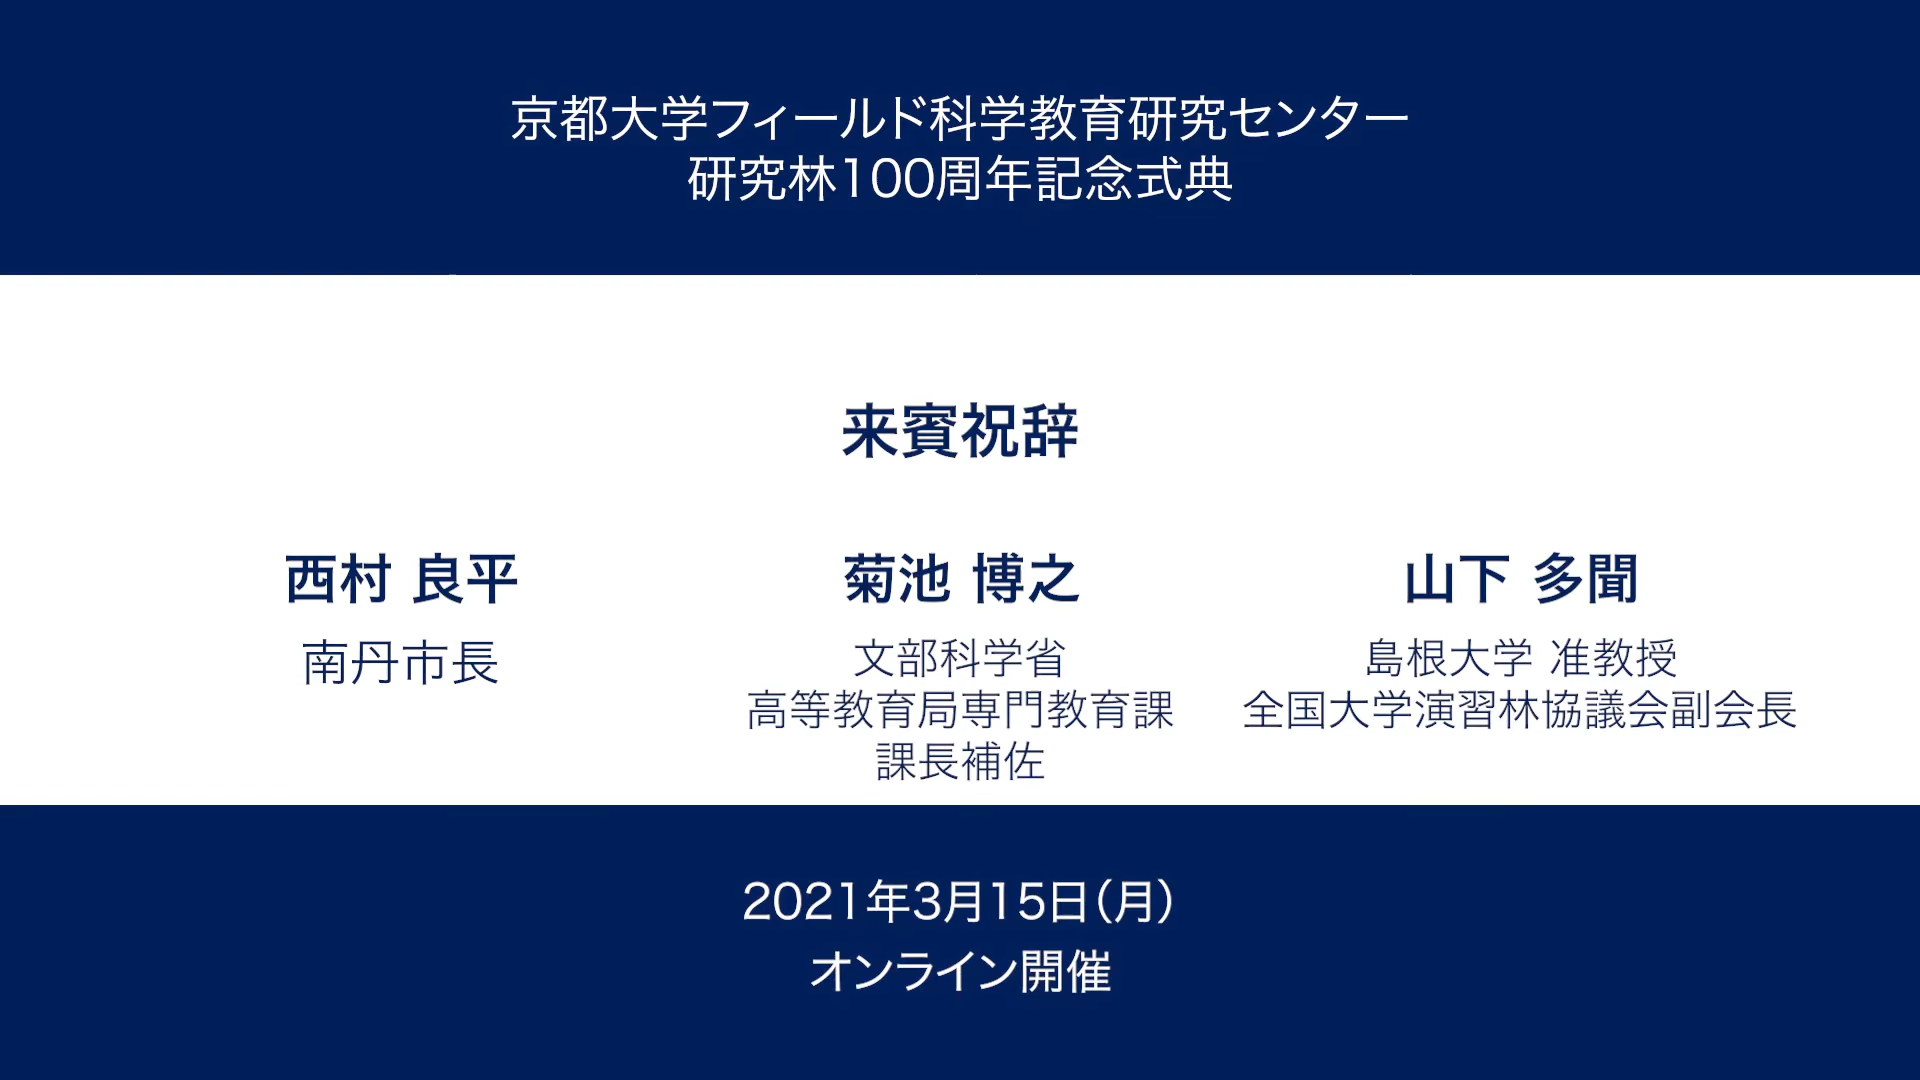 京都大学フィールド科学教育研究センター
研究林100周年記念式典
来賓祝辞
西村 良平
南丹市長
菊池 博之
文部科学省
高等教育局専門教育課
課長補佐
山下 多聞
島根大学 准教授
全国大学演習林協議会副会長
2021年3月15日（月）
オンライン開催